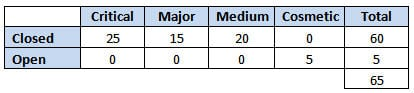 Critical Major Medium Cosmetic Total
Closed 25 15 20 0 60
Open 0 0 0 5 5
65